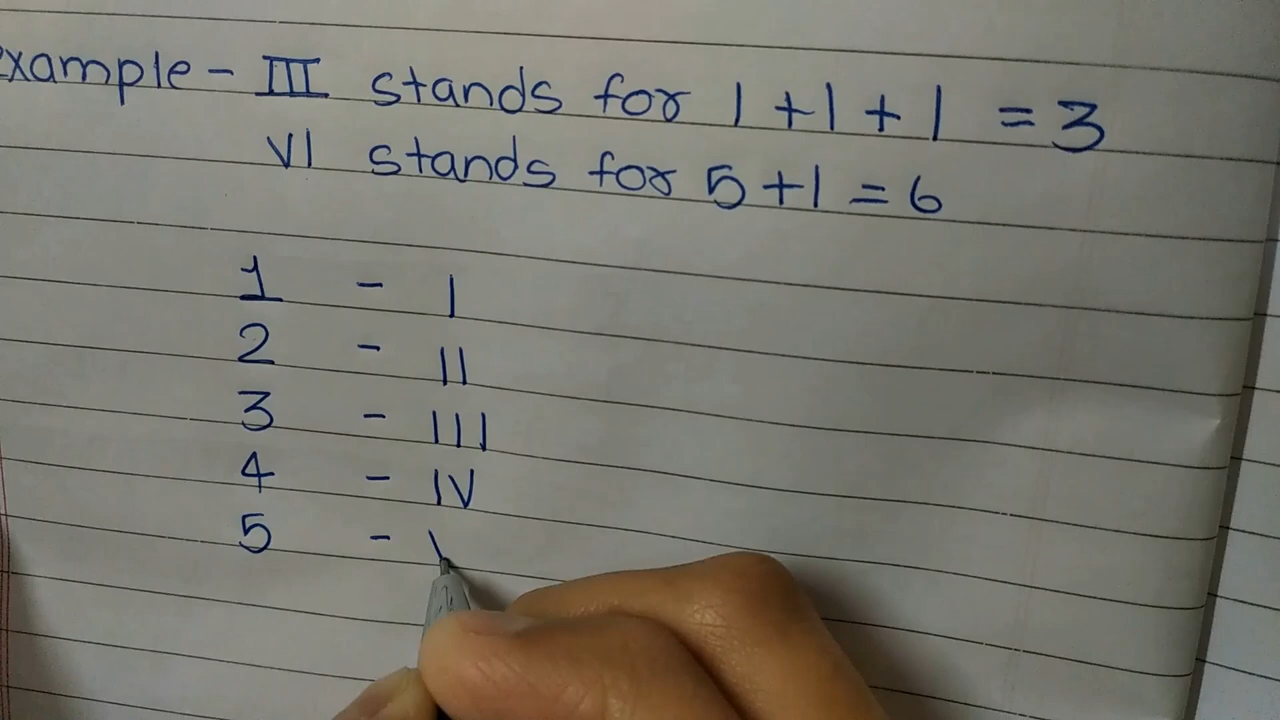 xample - III stands for 1 + 1 + 1 = 3
VI stands for 5 + 1 = 6
1 - I
2 - II
3 - III
4 - IV
5 -